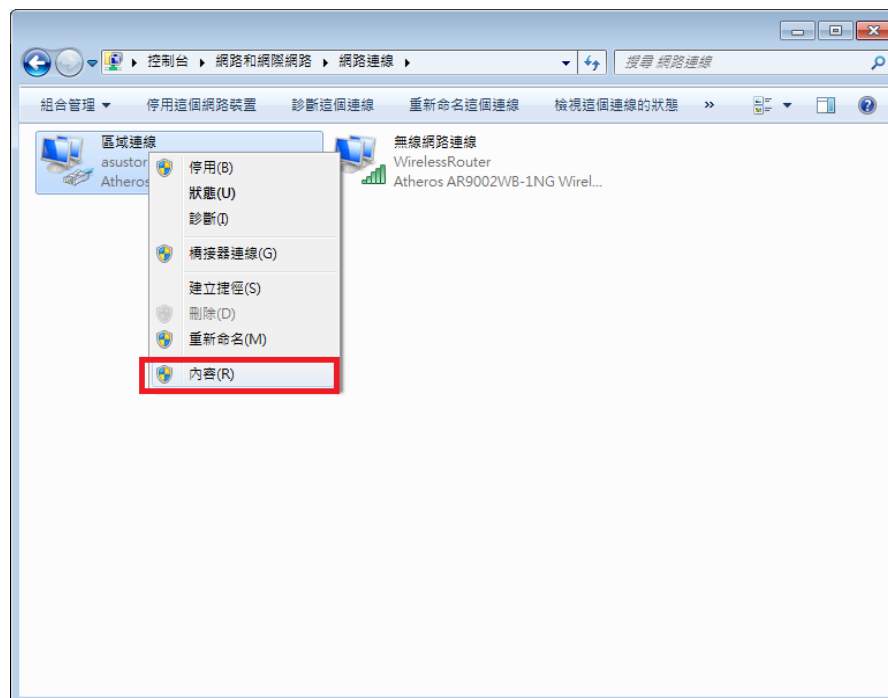 控制台 網路和網際網路 網路連線 搜尋 網路連線
組合管理 停用這個網路裝置 診斷這個連線 重新命名這個連線 檢視這個連線的狀態 »
區域連線
asustor
Atheros
無線網路連線
WirelessRouter
Atheros AR9002WB-1NG Wirel...
停用(B)
狀態(U)
診斷(I)
橋接器連線(G)
建立捷徑(S)
刪除(D)
重新命名(M)
內容(R)